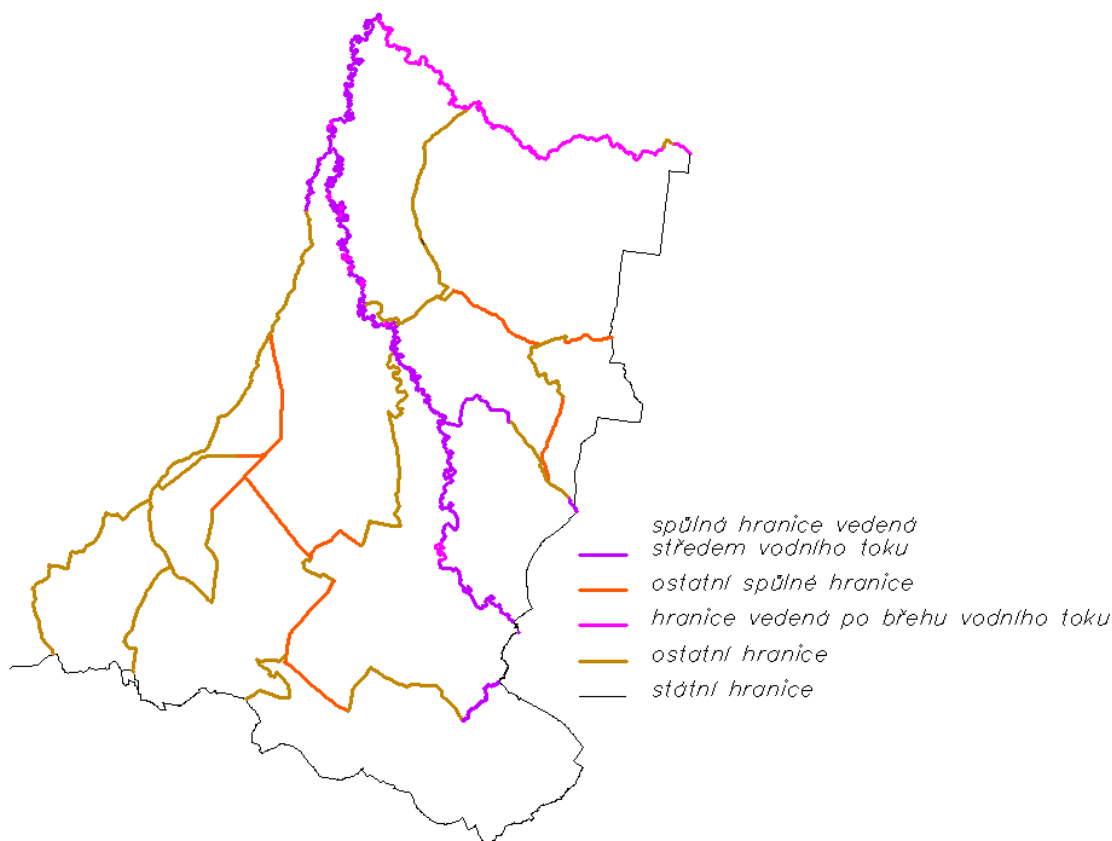 spůlná hranice vedená
středem vodního toku
ostatní spůlné hranice
hranice vedená po břehu vodního toku
ostatní hranice
státní hranice